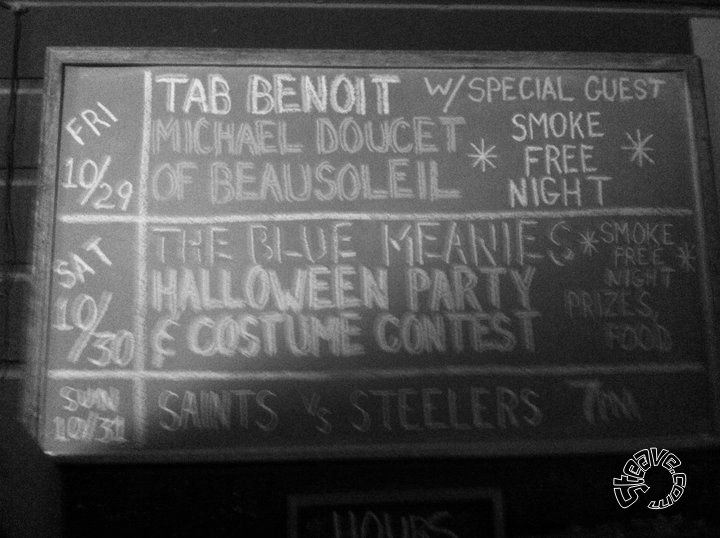 FRI
10/29
TAB BENOIT W/ SPECIAL GUEST
MICHAEL DOUCET
OF BEAUSOLEIL
* SMOKE *
FREE
NIGHT
SAT
10/30
THE BLUE MEANIES
HALLOWEEN PARTY
& COSTUME CONTEST
* SMOKE
FREE *
NIGHT
PRIZES,
FOOD
SUN
10/31
SAINTS VS STEELERS 7PM
HOURS
Steave.com